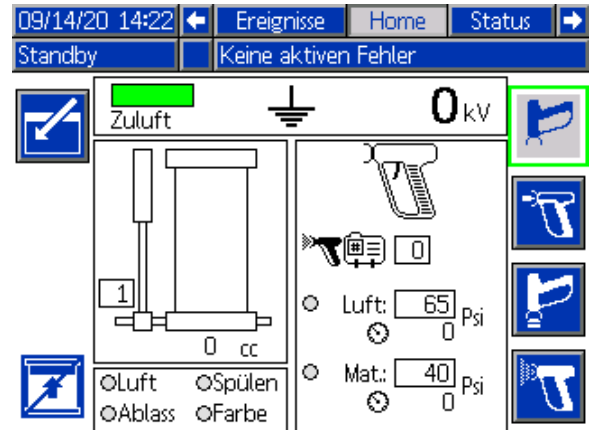 09/14/20 14:22 Ereignisse Home Status
Standby Keine aktiven Fehler
Zuluft 0 kV
# 0
1
Luft: 65 Psi
0
0 cc
Mat.: 40 Psi
0
Luft Spülen
Ablass Farbe